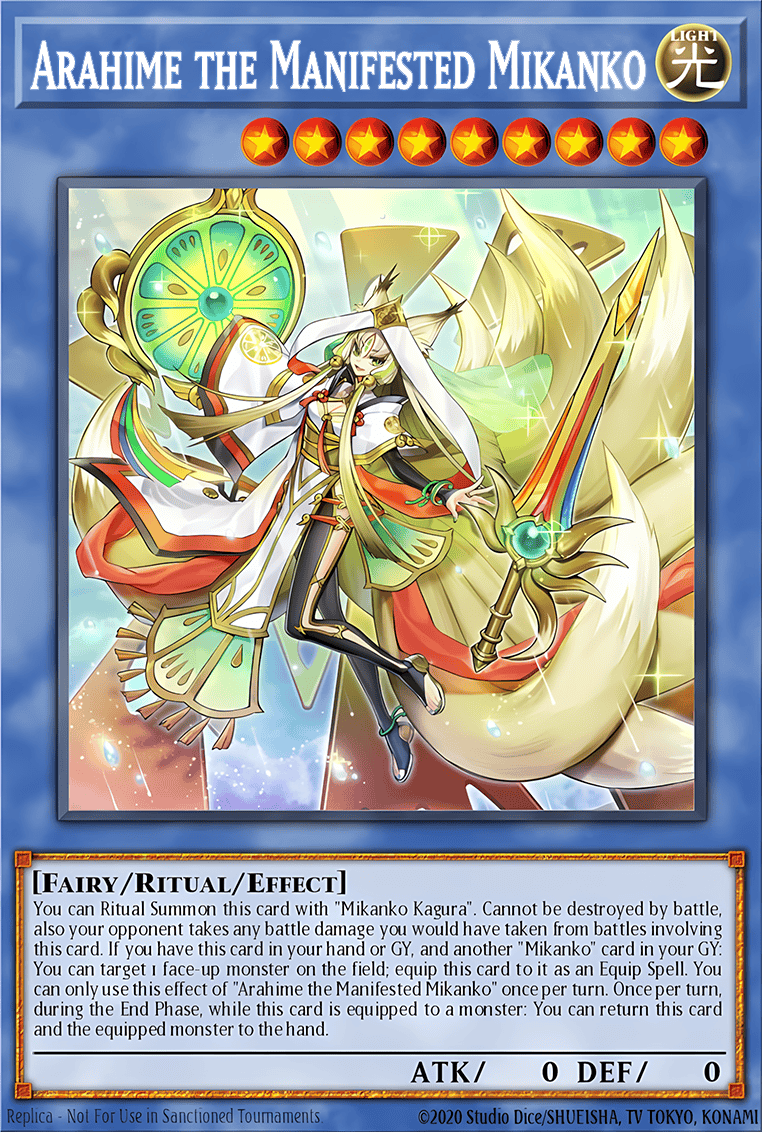 Arahime the Manifested Mikanko
LIGHT
光
[Fairy/Ritual/Effect]
You can Ritual Summon this card with "Mikanko Kagura". Cannot be destroyed by battle,
also your opponent takes any battle damage you would have taken from battles involving
this card. If you have this card in your hand or GY, and another "Mikanko" card in your GY:
You can target 1 face-up monster on the field; equip this card to it as an Equip Spell. You
can only use this effect of "Arahime the Manifested Mikanko" once per turn. Once per turn,
during the End Phase, while this card is equipped to a monster: You can return this card
and the equipped monster to the hand.
ATK/ 0 DEF/ 0
Replica - Not For Use in Sanctioned Tournaments. ©2020 Studio Dice/SHUEISHA, TV TOKYO, KONAMI